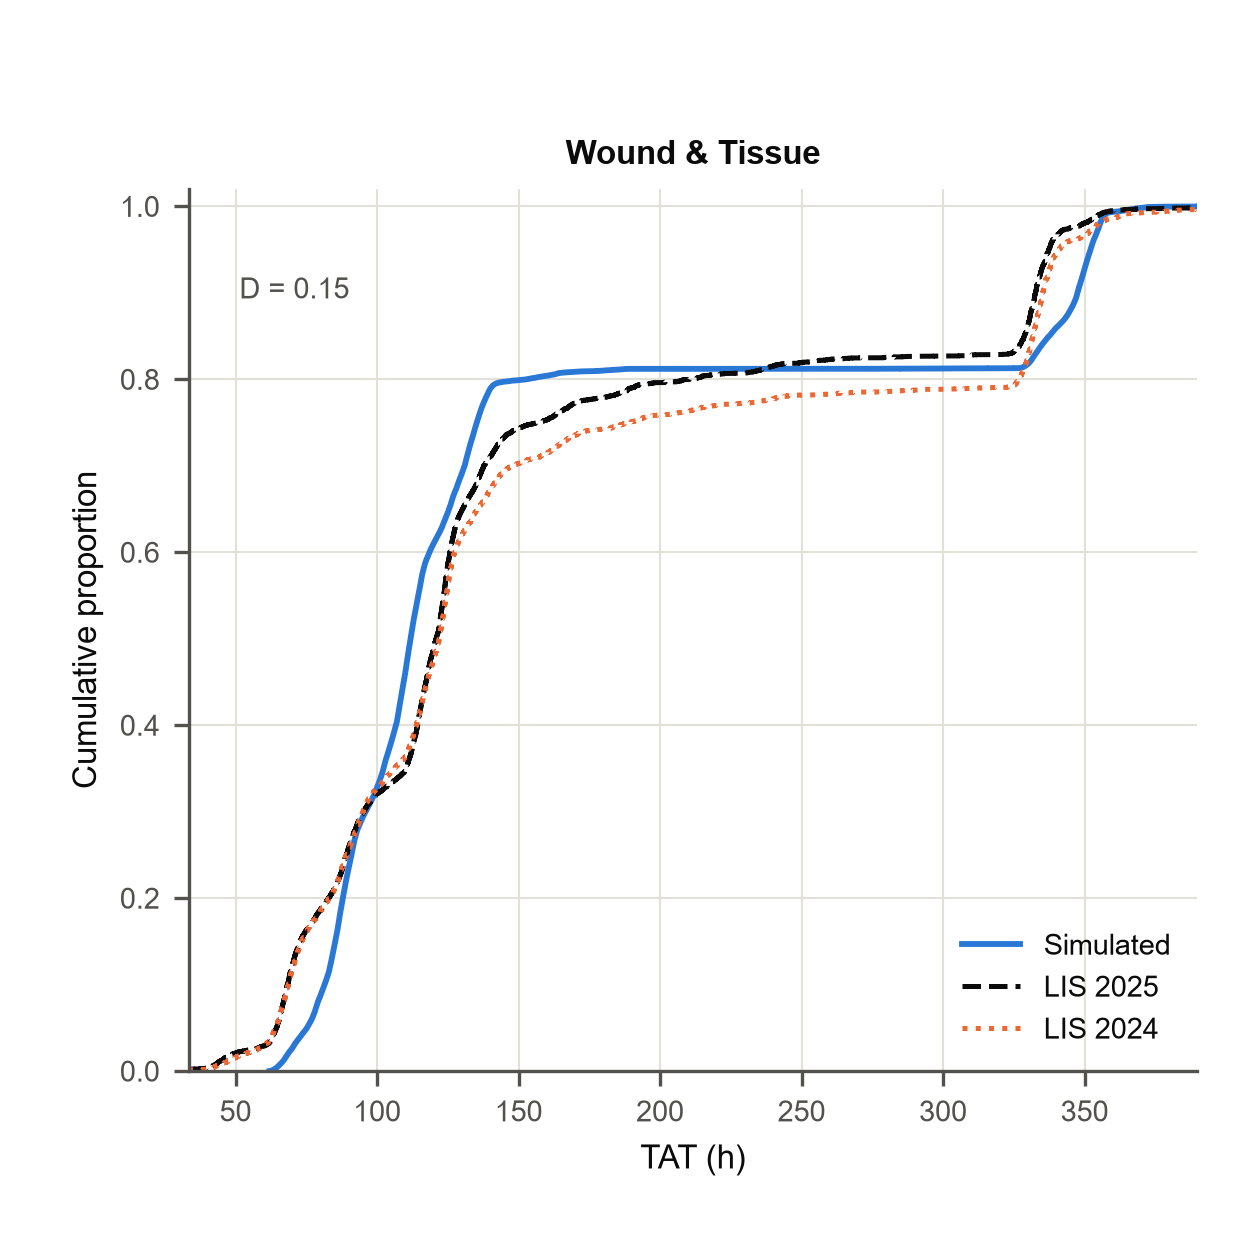 Wound & Tissue
D = 0.15
Cumulative proportion
1.0
0.8
0.6
0.4
0.2
0.0
50 100 150 200 250 300 350
TAT (h)
Simulated
LIS 2025
LIS 2024